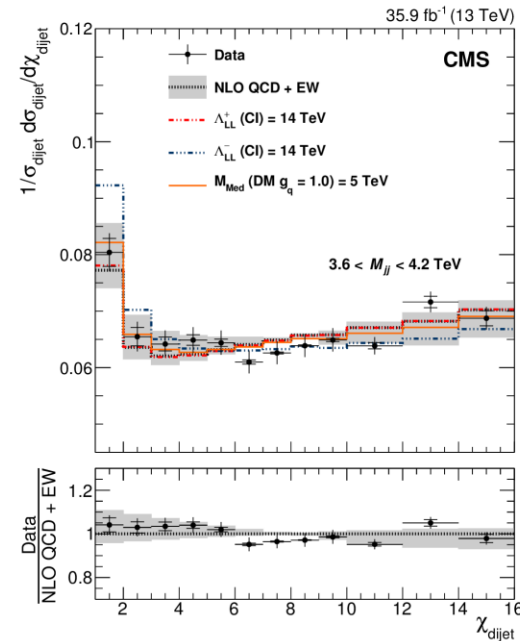 35.9 fb⁻¹ (13 TeV)
CMS
Data
NLO QCD + EW
Λ⁺LL (CI) = 14 TeV
Λ⁻LL (CI) = 14 TeV
MMed (DM gq = 1.0) = 5 TeV
3.6 < Mjj < 4.2 TeV
1/σdijet dσdijet/dχdijet
0.12
0.1
0.08
0.06
Data
NLO QCD + EW
1.2
1
0.8
2 4 6 8 10 12 14 16
χdijet